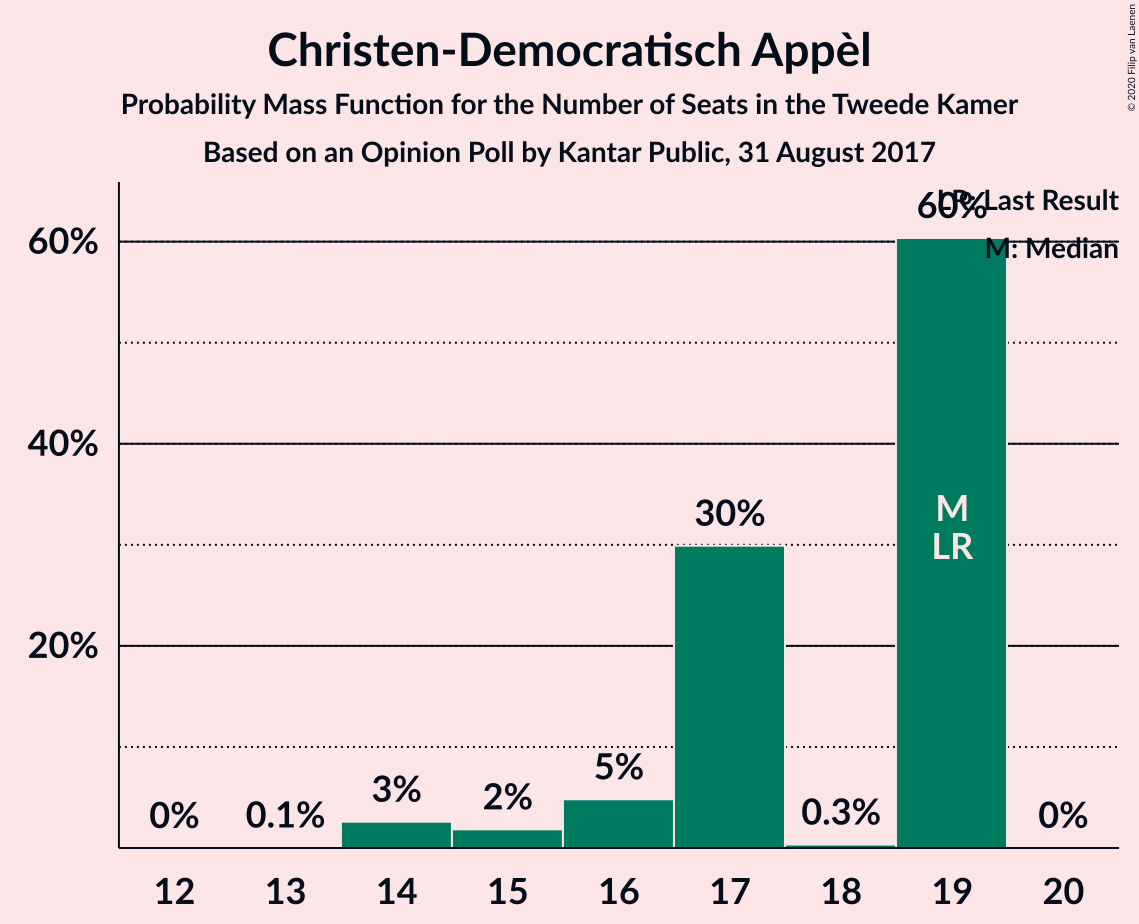 Christen-Democratisch Appèl
Probability Mass Function for the Number of Seats in the Tweede Kamer
Based on an Opinion Poll by Kantar Public, 31 August 2017
© 2020 Filip van Laenen
LR: Last Result
M: Median
60%
40%
20%
0%
0.1%
3%
2%
5%
30%
0.3%
60%
0%
M
LR
12 13 14 15 16 17 18 19 20